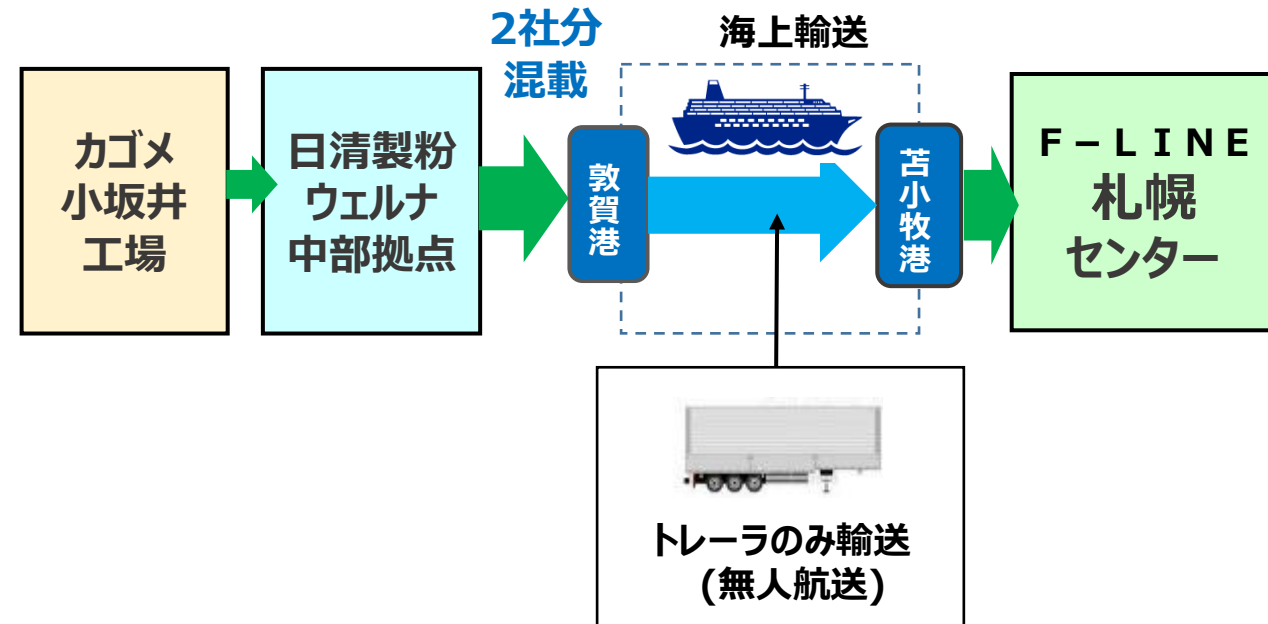 2社分
混載
海上輸送
カゴメ
小坂井
工場
日清製粉
ウェルナ
中部拠点
敦賀港
苫小牧港
Ｆ－ＬＩＮＥ
札幌
センター
トレーラのみ輸送
(無人航送)